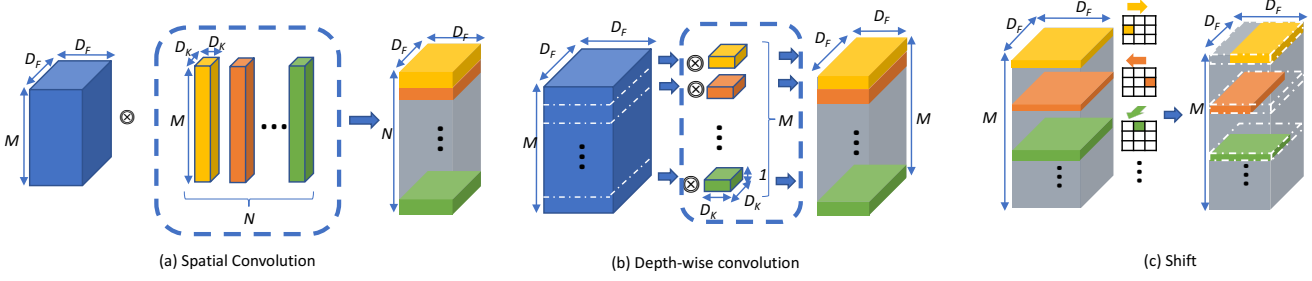 D_F
D_F
M
⊗
D_K
D_K
M
...
N
D_F
D_F
N
(a) Spatial Convolution
D_F
D_F
M
⊗
⊗
⊗
M
1
D_K
D_K
D_F
D_F
M
(b) Depth-wise convolution
D_F
D_F
M
D_F
D_F
M
(c) Shift